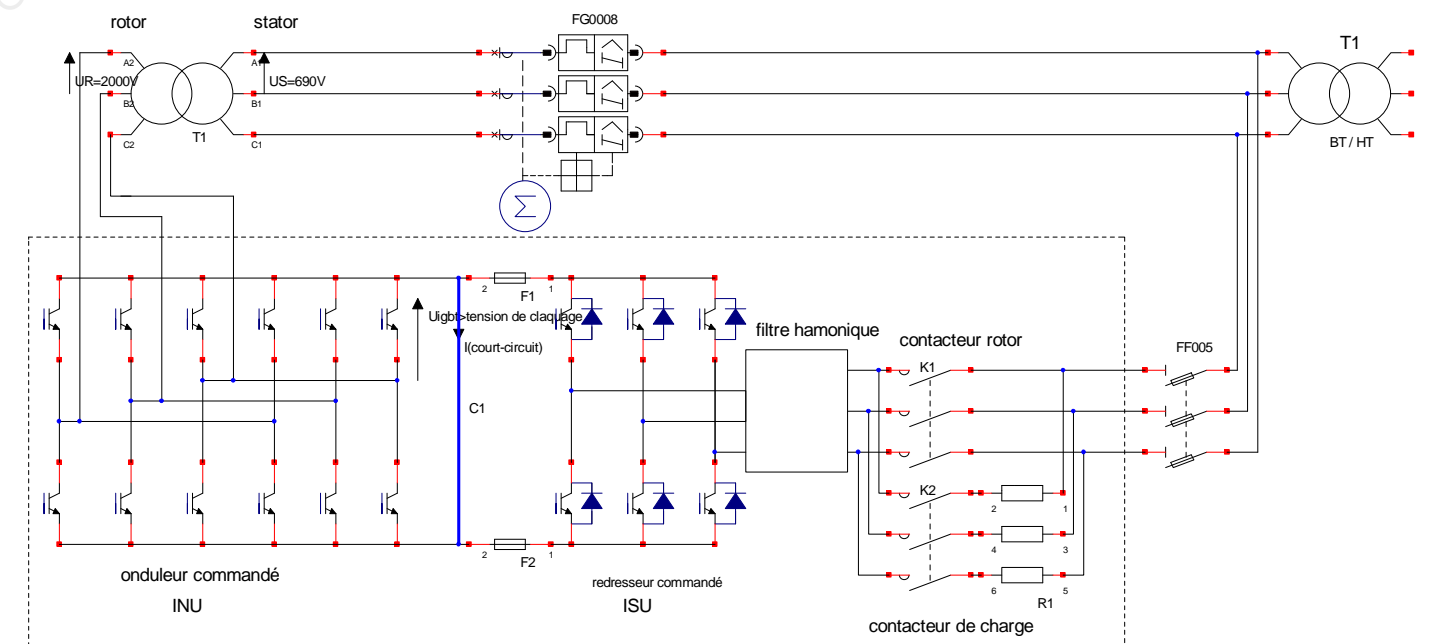 rotor
stator
FG0008
T1
A2
A1
UR=2000V
US=690V
B2
B1
T1
C2
C1
BT / HT
2
1
F1
Uigbt>tension de claquage
I(court-circuit)
filtre hamonique
contacteur rotor
FF005
K1
C1
K2
2
1
4
3
2
1
F2
6
5
R1
onduleur commandé
redresseur commandé
INU
ISU
contacteur de charge